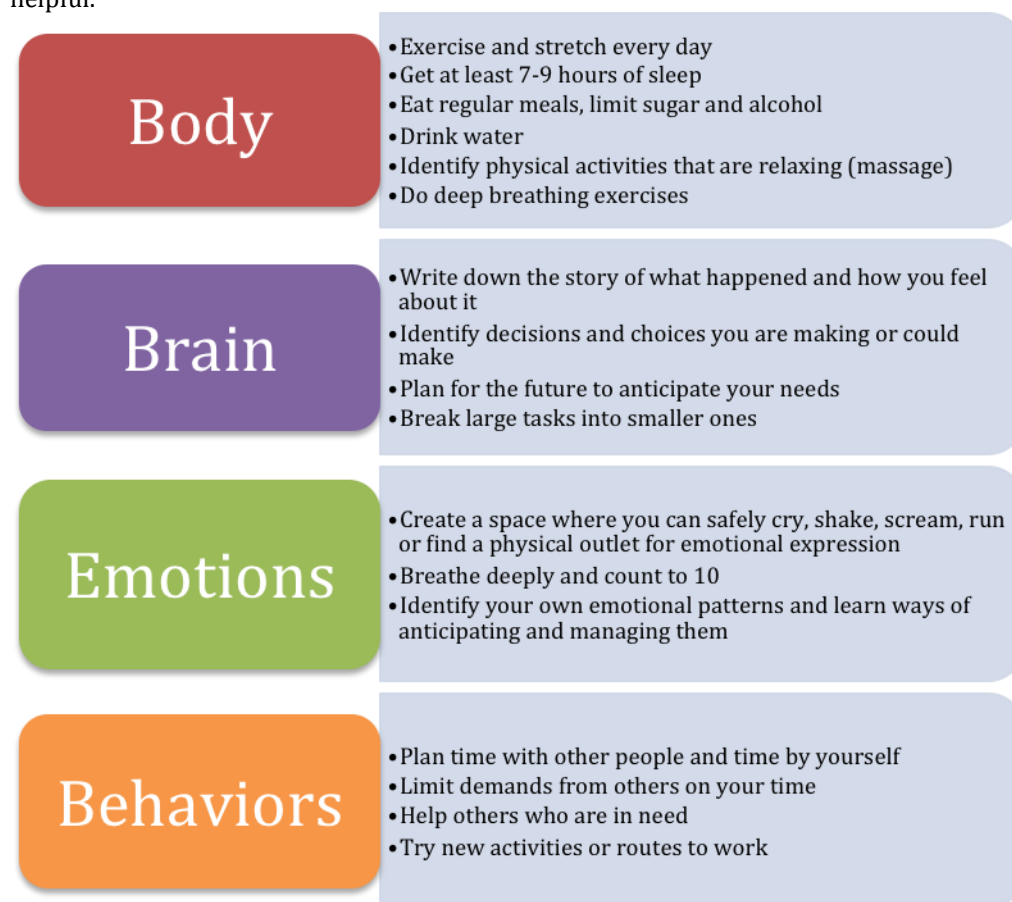 helpful.
Body
•Exercise and stretch every day
•Get at least 7-9 hours of sleep
•Eat regular meals, limit sugar and alcohol
•Drink water
•Identify physical activities that are relaxing (massage)
•Do deep breathing exercises
Brain
•Write down the story of what happened and how you feel
about it
•Identify decisions and choices you are making or could
make
•Plan for the future to anticipate your needs
•Break large tasks into smaller ones
Emotions
•Create a space where you can safely cry, shake, scream, run
or find a physical outlet for emotional expression
•Breathe deeply and count to 10
•Identify your own emotional patterns and learn ways of
anticipating and managing them
Behaviors
•Plan time with other people and time by yourself
•Limit demands from others on your time
•Help others who are in need
•Try new activities or routes to work